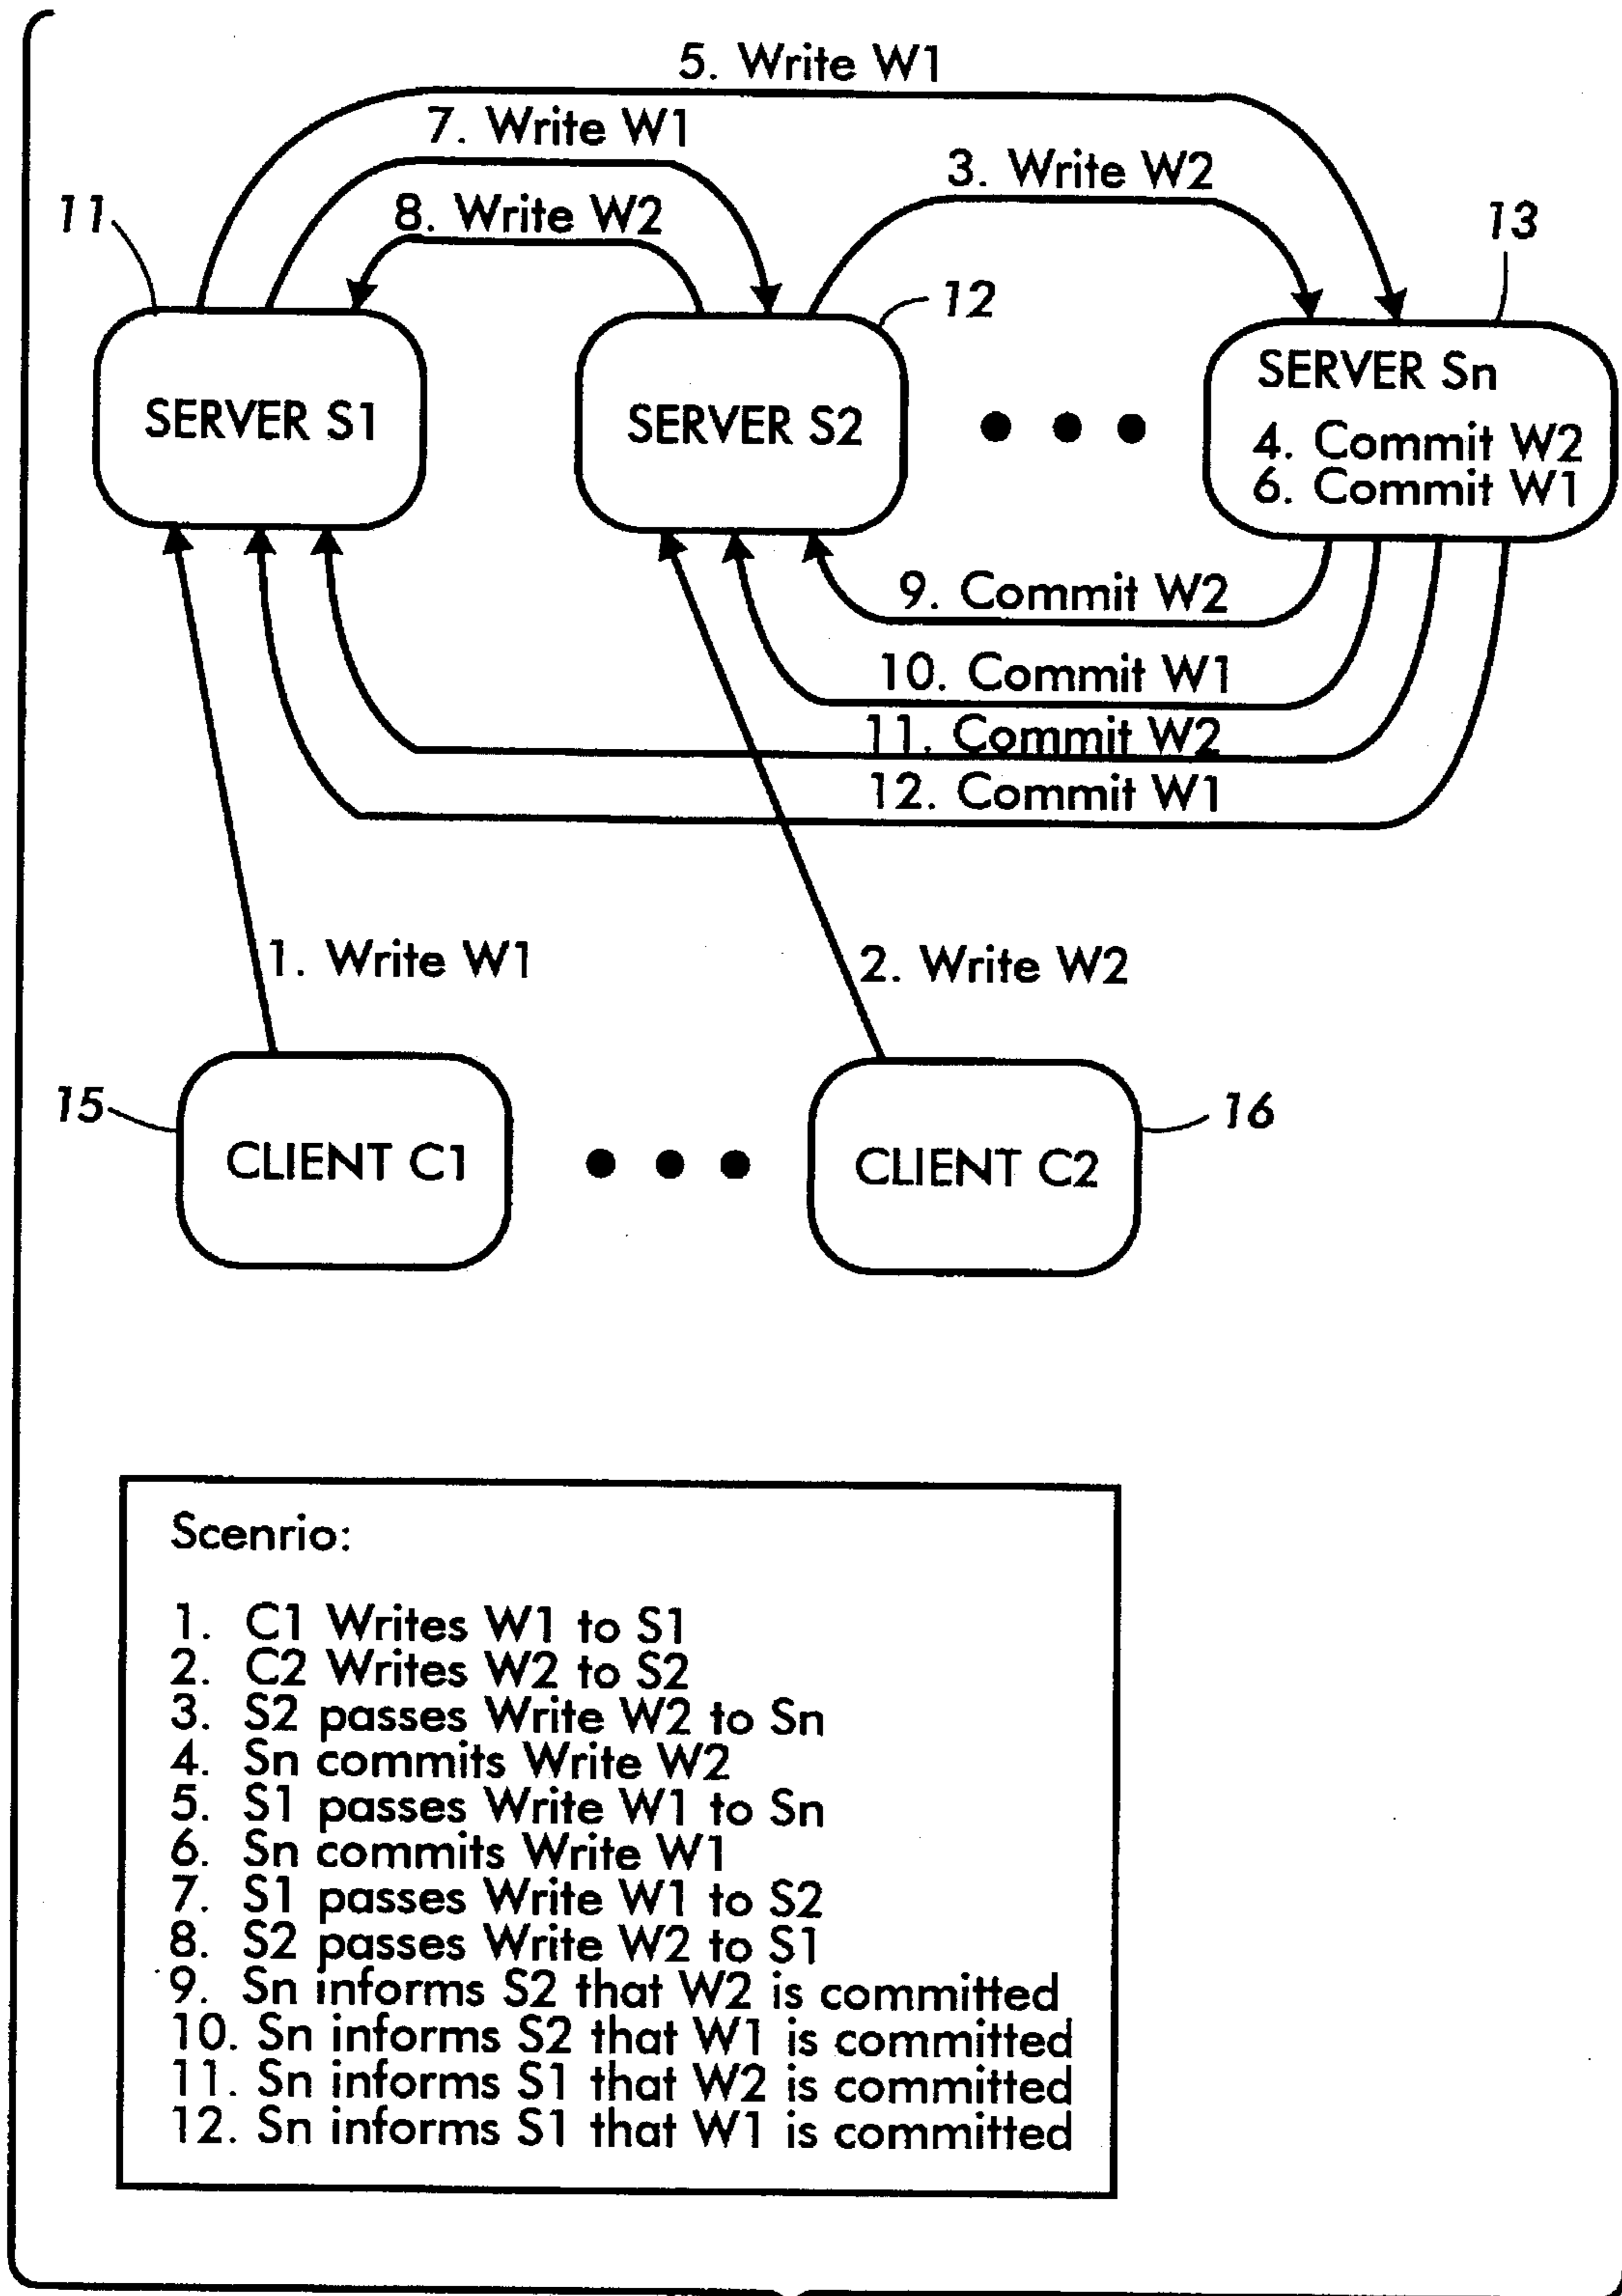 5. Write W1
7. Write W1
3. Write W2
8. Write W2
11
12
13
SERVER S1
SERVER S2
SERVER Sn
4. Commit W2
6. Commit W1
9. Commit W2
10. Commit W1
11. Commit W2
12. Commit W1
1. Write W1
2. Write W2
15
CLIENT C1
CLIENT C2
16
Scenrio:
1. C1 Writes W1 to S1
2. C2 Writes W2 to S2
3. S2 passes Write W2 to Sn
4. Sn commits Write W2
5. S1 passes Write W1 to Sn
6. Sn commits Write W1
7. S1 passes Write W1 to S2
8. S2 passes Write W2 to S1
9. Sn informs S2 that W2 is committed
10. Sn informs S2 that W1 is committed
11. Sn informs S1 that W2 is committed
12. Sn informs S1 that W1 is committed